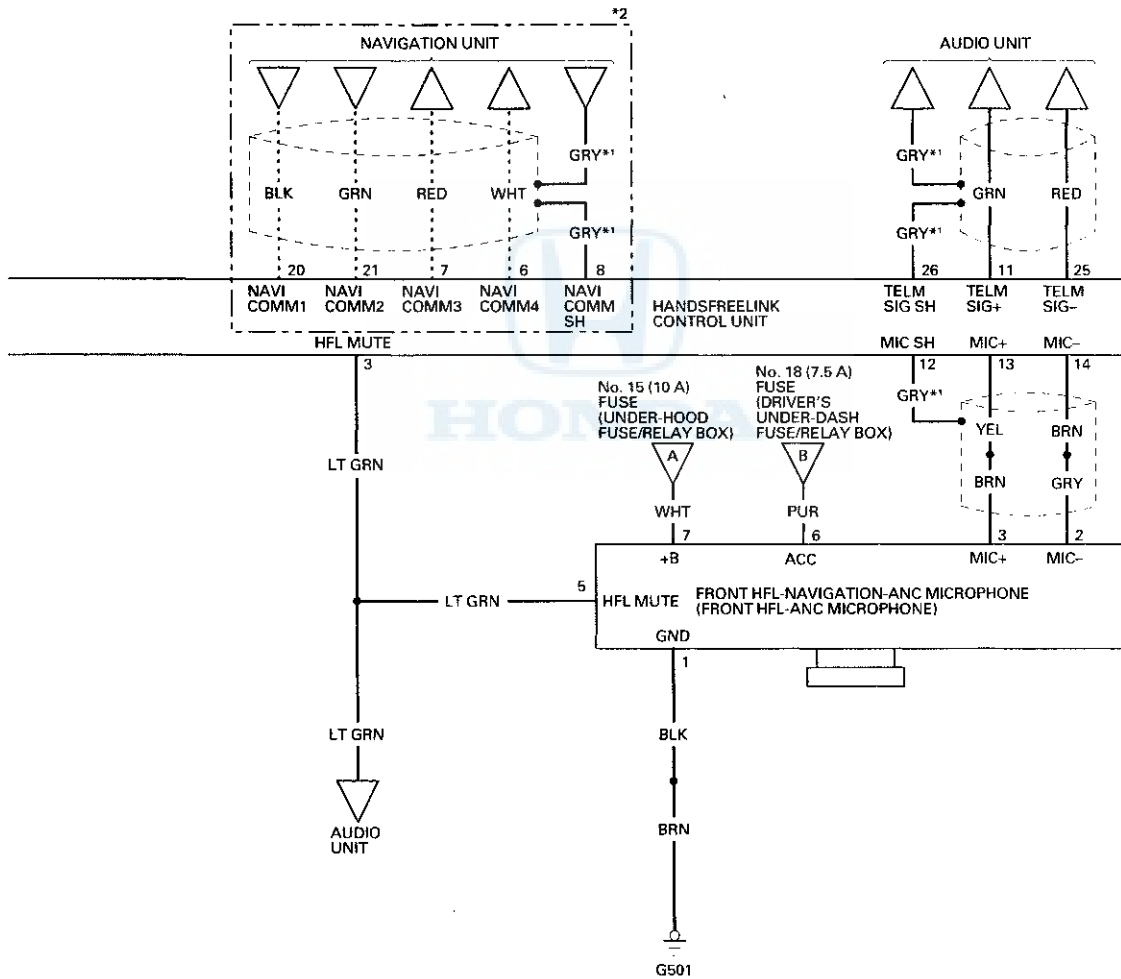 *2
NAVIGATION UNIT
AUDIO UNIT
GRY*1
GRY*1
BLK GRN RED WHT
GRN RED
GRY*1
GRY*1
20 21 7 6 8
26 11 25
NAVI COMM1
NAVI COMM2
NAVI COMM3
NAVI COMM4
NAVI COMM SH
HANDSFREELINK
CONTROL UNIT
TELM SIG SH
TELM SIG+
TELM SIG−
HFL MUTE
MIC SH MIC+ MIC−
3
12 13 14
No. 15 (10 A)
FUSE
(UNDER-HOOD
FUSE/RELAY BOX)
No. 18 (7.5 A)
FUSE
(DRIVER'S
UNDER-DASH
FUSE/RELAY BOX)
GRY*1
YEL BRN
HONDA
A B
LT GRN
BRN GRY
WHT PUR
7 6 3 2
+B ACC MIC+ MIC−
5
LT GRN
HFL MUTE
FRONT HFL-NAVIGATION-ANC MICROPHONE
(FRONT HFL-ANC MICROPHONE)
GND
1
LT GRN
BLK
AUDIO
UNIT
BRN
G501